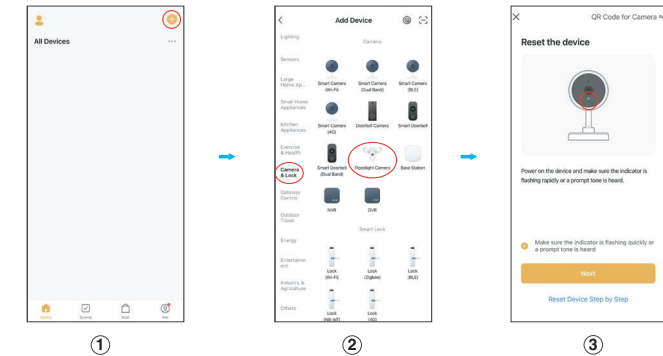 All Devices
...
Home
Scene
Mall
Me
①
Add Device
Lighting
Sensors
Large
Home Ap...
Small Home
Appliances
Kitchen
Appliances
Exercise
& Health
Camera
& Lock
Gateway
Control
Outdoor
Travel
Energy
Entertainm
ent
Industry &
Agriculture
Others
Camera
Smart Camera
(Wi-Fi)
Smart Camera
(Dual Band)
Smart Camera
(BLE)
Smart Camera
(4G)
Doorbell Camera
Smart Doorbell
Smart Doorbell
(Dual Band)
Floodlight Camera
Base Station
NVR
DVR
Smart Lock
Lock
(Wi-Fi)
Lock
(Zigbee)
Lock
(BLE)
Lock
(NB-IoT)
Lock
(4G)
②
QR Code for Camera
Reset the device
Power on the device and make sure the indicator is
flashing rapidly or a prompt tone is heard.
Make sure the indicator is flashing quickly or
a prompt tone is heard
Next
Reset Device Step by Step
③